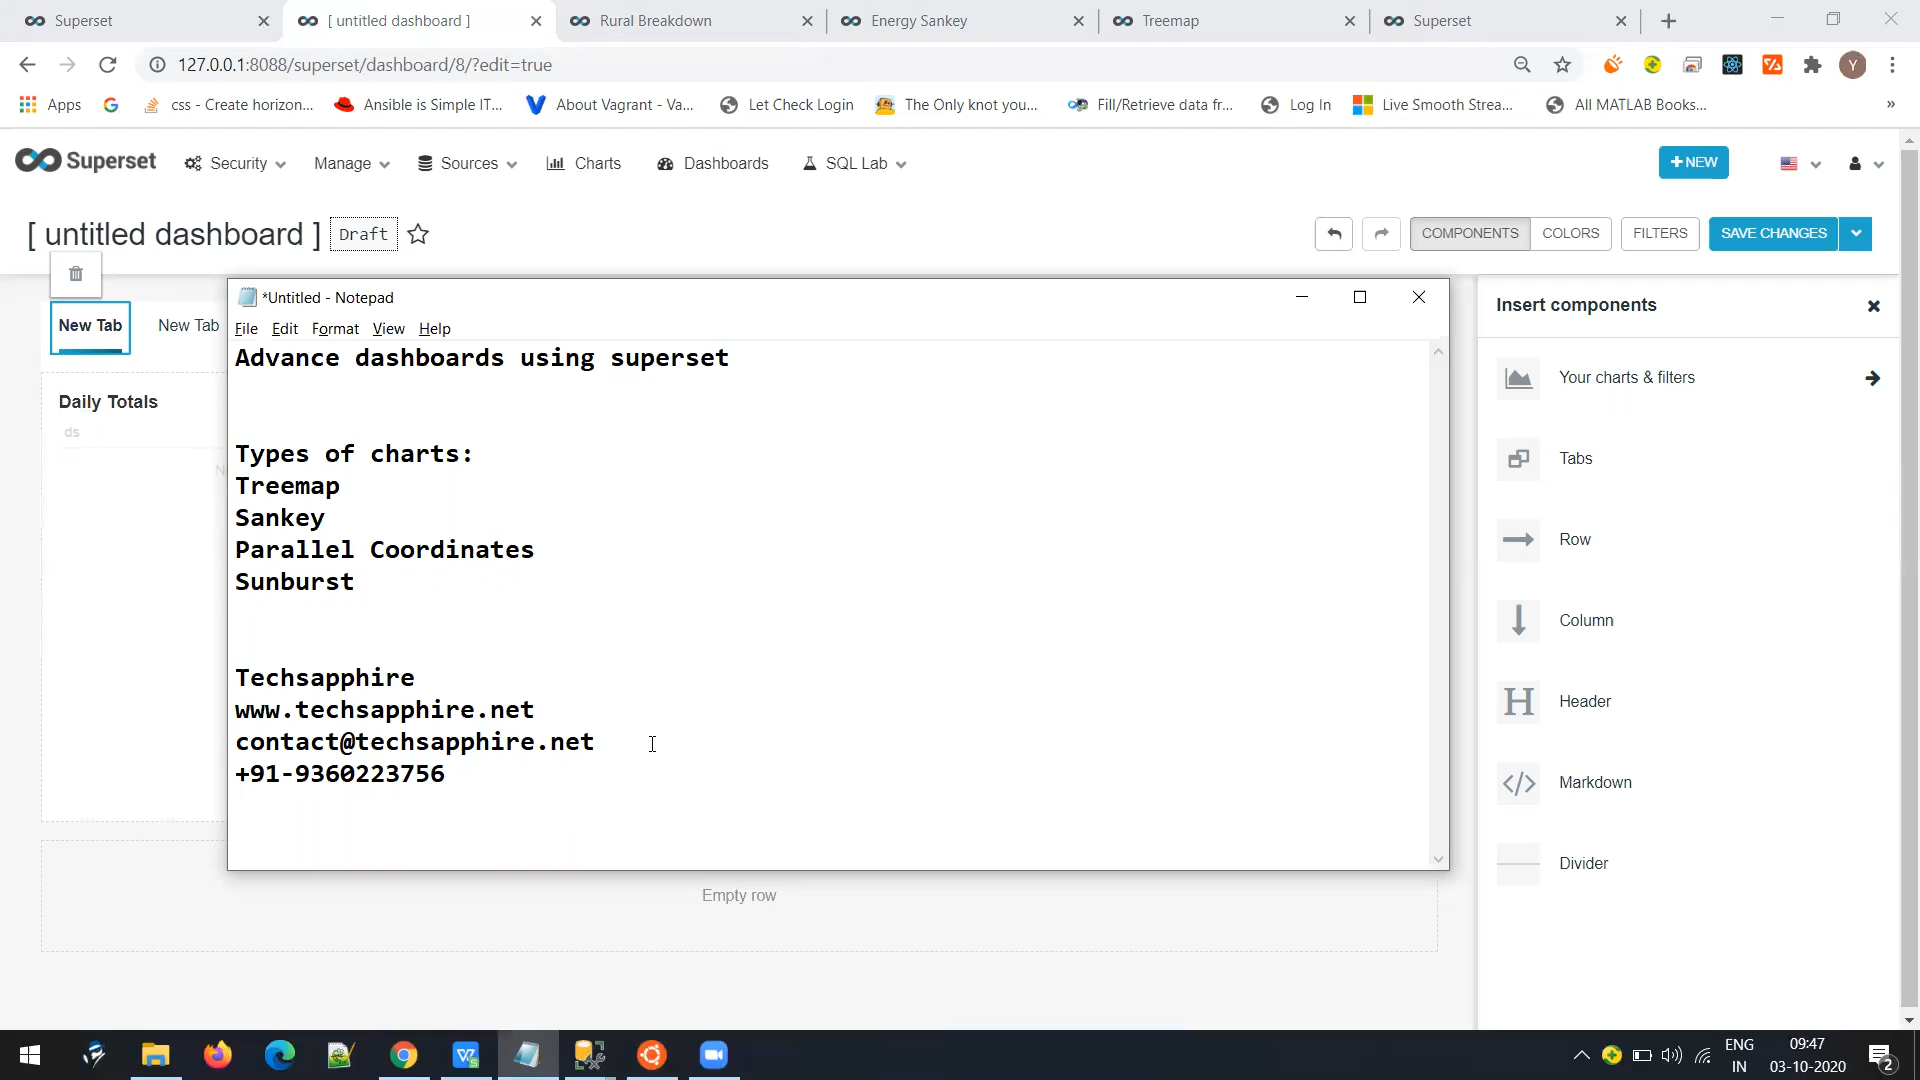 Superset
[ untitled dashboard ]
Rural Breakdown
Energy Sankey
Treemap
Superset
127.0.0.1:8088/superset/dashboard/8/?edit=true
Y
Apps
css - Create horizon...
Ansible is Simple IT...
About Vagrant - Va...
Let Check Login
The Only knot you...
Fill/Retrieve data fr...
Log In
Live Smooth Strea...
All MATLAB Books...
»
Superset
Security
Manage
Sources
Charts
Dashboards
SQL Lab
+ NEW
[ untitled dashboard ]
Draft
COMPONENTS
COLORS
FILTERS
SAVE CHANGES
New Tab
New Tab
Daily Totals
ds
*Untitled - Notepad
File Edit Format View Help
Advance dashboards using superset
Types of charts:
Treemap
Sankey
Parallel Coordinates
Sunburst
Techsapphire
www.techsapphire.net
contact@techsapphire.net
+91-9360223756
Empty row
Insert components
Your charts & filters
Tabs
Row
Column
H
Header
</>
Markdown
Divider
ENG
IN
09:47
03-10-2020
2